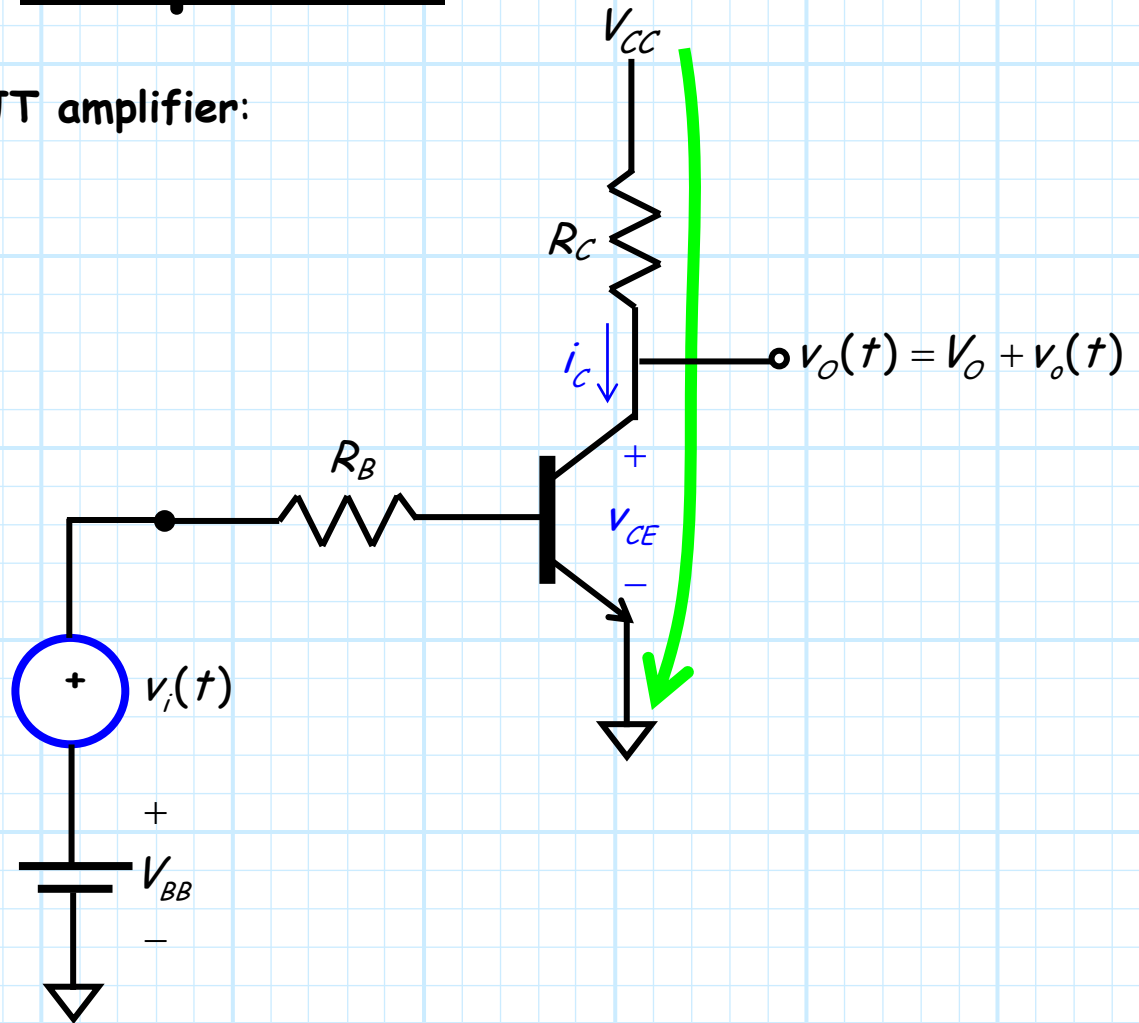 V_CC
amplifier:
R_C
i_C
v_O(t) = V_O + v_o(t)
+
R_B
v_CE
−
+
v_i(t)
+
V_BB
−